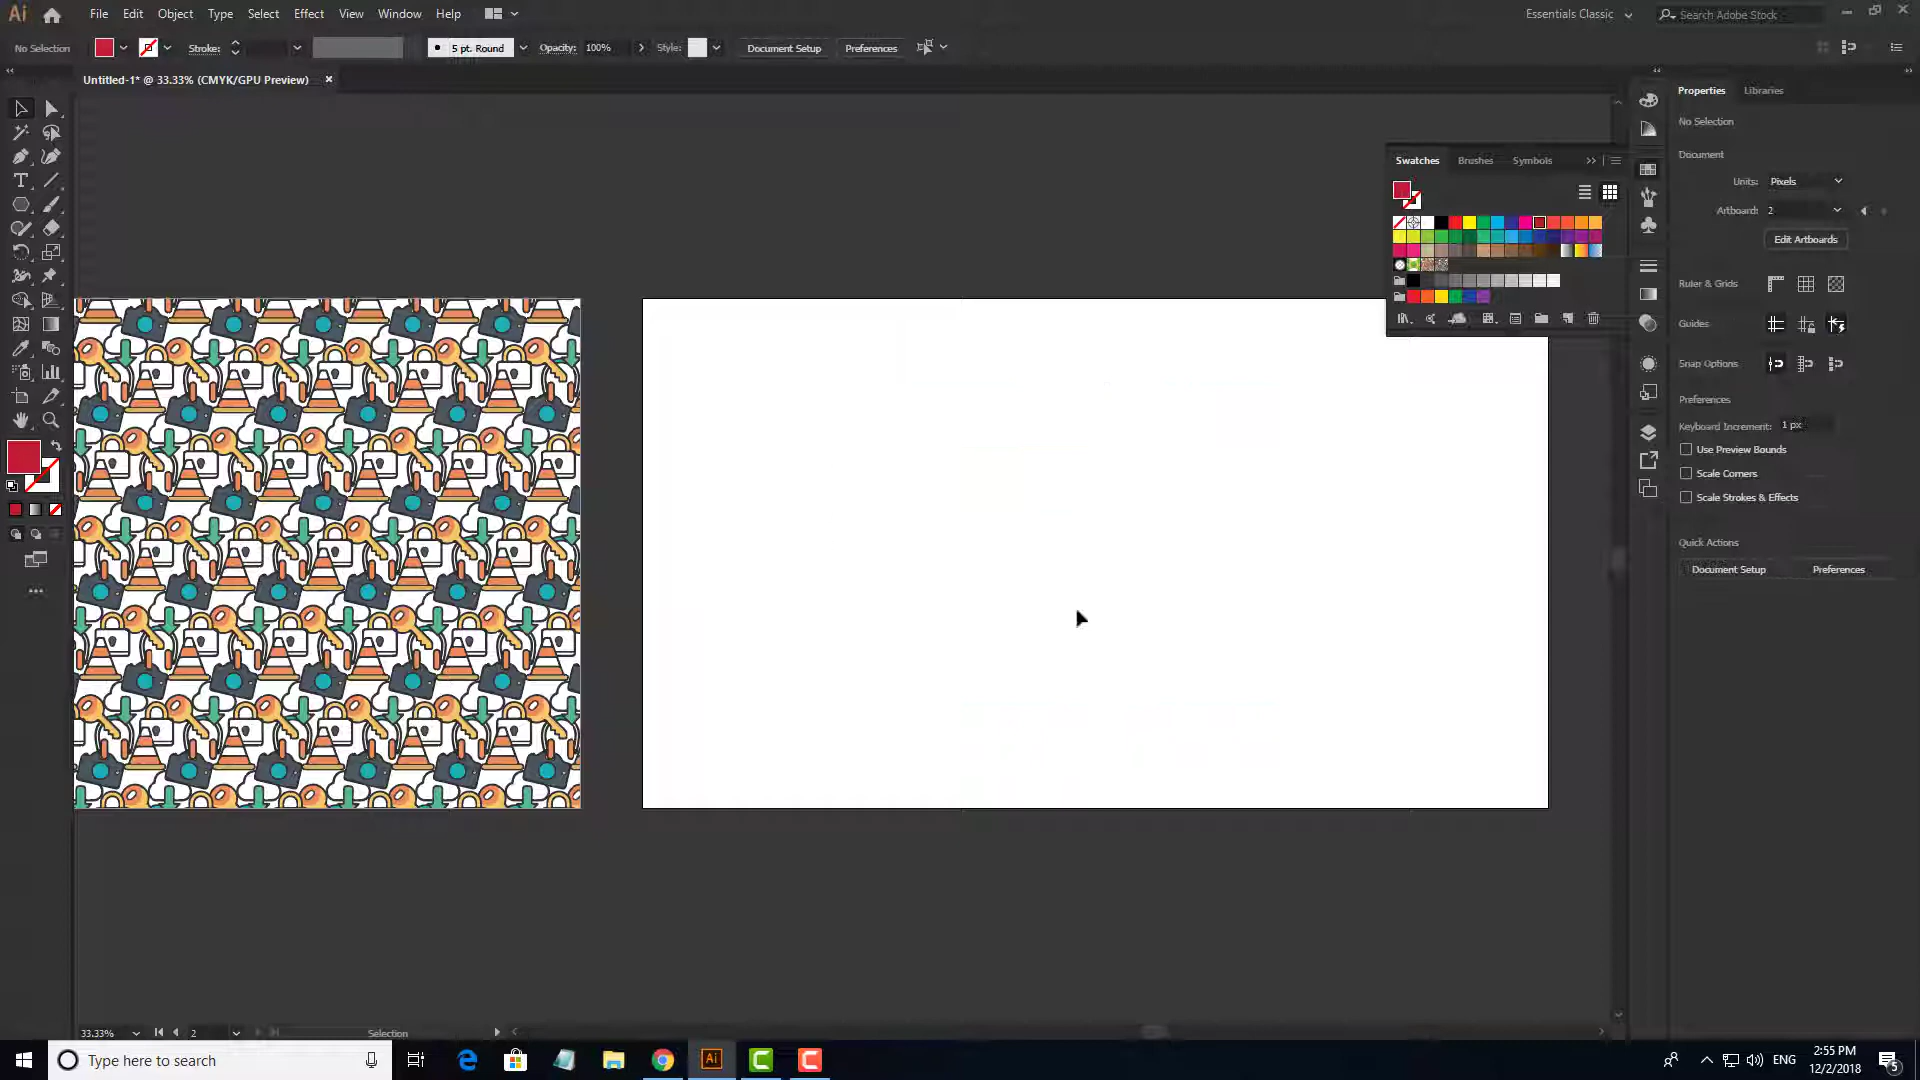 Ai File Edit Object Type Select Effect View Window Help Essentials Classic Search Adobe Stock
No Selection Stroke: 5 pt. Round Opacity: 100% Style: Document Setup Preferences
Untitled-1* @ 33.33% (CMYK/GPU Preview)
Properties Libraries
No Selection
Document
Units: Pixels
Artboard: 2
Edit Artboards
Ruler & Grids
Guides
Snap Options
Preferences
Keyboard Increment: 1 px
Use Preview Bounds
Scale Corners
Scale Strokes & Effects
Quick Actions
Document Setup Preferences
Swatches Brushes Symbols
T
33.33% 2 Selection
Type here to search
Ai
ENG
2:55 PM
12/2/2018
5